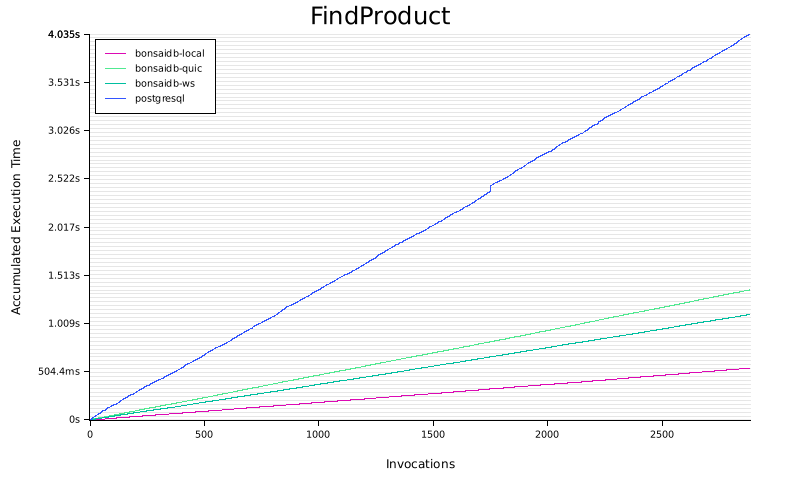 FindProduct
4.035s
3.531s
3.026s
2.522s
2.017s
1.513s
1.009s
504.4ms
0s
Accumulated Execution Time
bonsaidb-local
bonsaidb-quic
bonsaidb-ws
postgresql
0 500 1000 1500 2000 2500
Invocations